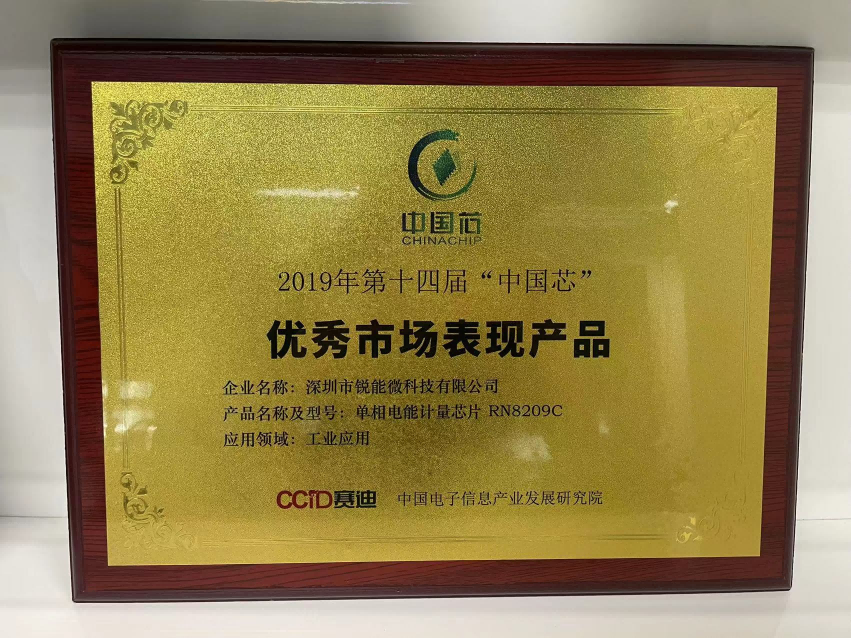 中国芯
CHINACHIP
2019年第十四届“中国芯”
优秀市场表现产品
企业名称：深圳市锐能微科技有限公司
产品名称及型号：单相电能计量芯片 RN8209C
应用领域：工业应用
CCID赛迪 中国电子信息产业发展研究院